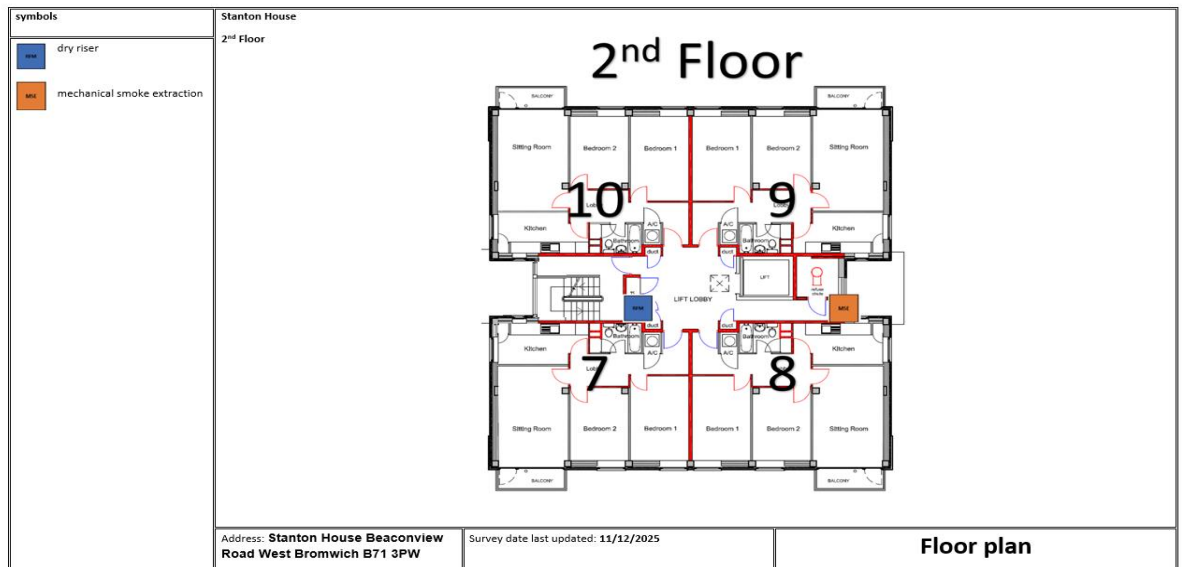 symbols
dry riser
MSE
mechanical smoke extraction
Stanton House
2nd Floor
2nd Floor
BALCONY
BALCONY
Sitting Room
Bedroom 2
Bedroom 1
Bedroom 1
Bedroom 2
Sitting Room
10
9
Lobby
Kitchen
Bathroom
A/C
A/C
Bathroom
Kitchen
duct
duct
LIFT
refuse
chute
LIFT LOBBY
MSE
duct
duct
Kitchen
Bathroom
A/C
A/C
Bathroom
Kitchen
7
8
Sitting Room
Bedroom 2
Bedroom 1
Bedroom 1
Bedroom 2
Sitting Room
BALCONY
BALCONY
Address: Stanton House Beaconview
Road West Bromwich B71 3PW
Survey date last updated: 11/12/2025
Floor plan